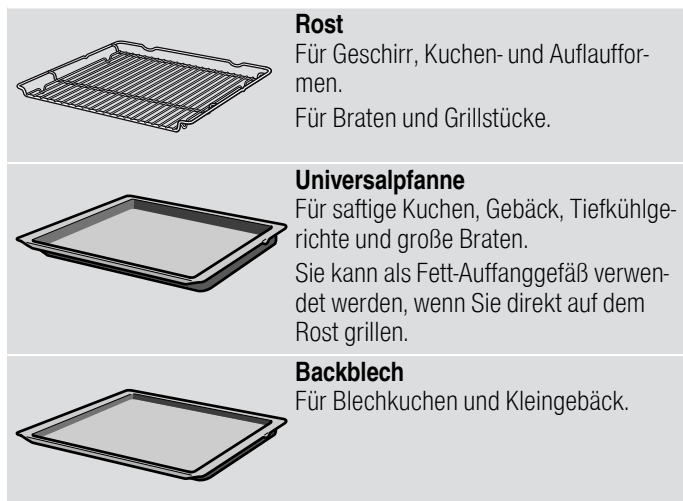 Rost
Für Geschirr, Kuchen- und Auflauffor-
men.
Für Braten und Grillstücke.
Universalpfanne
Für saftige Kuchen, Gebäck, Tiefkühlge-
richte und große Braten.
Sie kann als Fett-Auffanggefäß verwen-
det werden, wenn Sie direkt auf dem
Rost grillen.
Backblech
Für Blechkuchen und Kleingebäck.